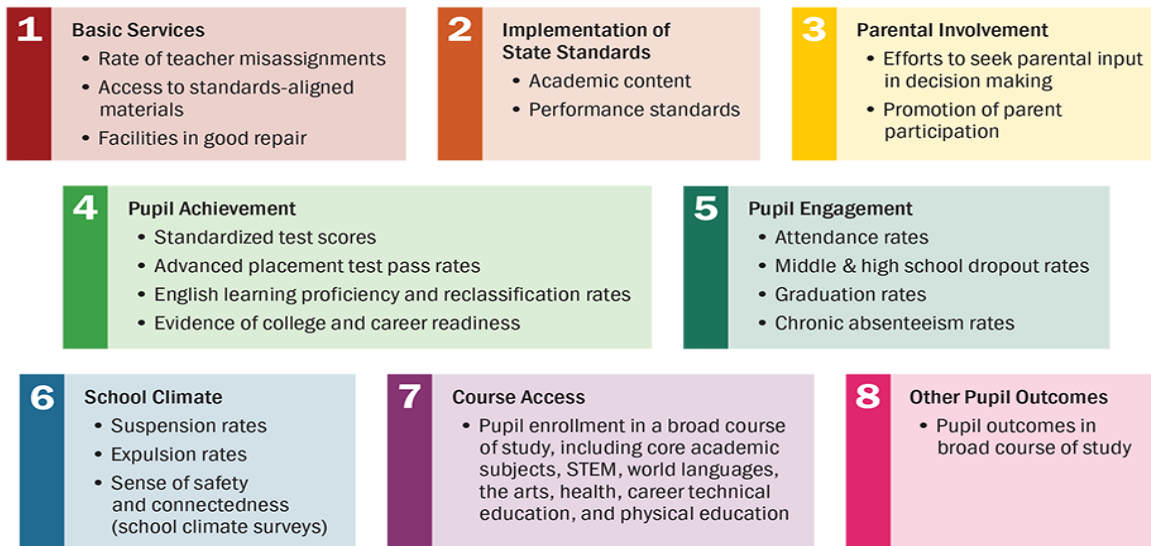 1
Basic Services
• Rate of teacher misassignments
• Access to standards-aligned
materials
• Facilities in good repair
2
Implementation of
State Standards
• Academic content
• Performance standards
3
Parental Involvement
• Efforts to seek parental input
in decision making
• Promotion of parent
participation
4
Pupil Achievement
• Standardized test scores
• Advanced placement test pass rates
• English learning proficiency and reclassification rates
• Evidence of college and career readiness
5
Pupil Engagement
• Attendance rates
• Middle & high school dropout rates
• Graduation rates
• Chronic absenteeism rates
6
School Climate
• Suspension rates
• Expulsion rates
• Sense of safety
and connectedness
(school climate surveys)
7
Course Access
• Pupil enrollment in a broad course
of study, including core academic
subjects, STEM, world languages,
the arts, health, career technical
education, and physical education
8
Other Pupil Outcomes
• Pupil outcomes in
broad course of study